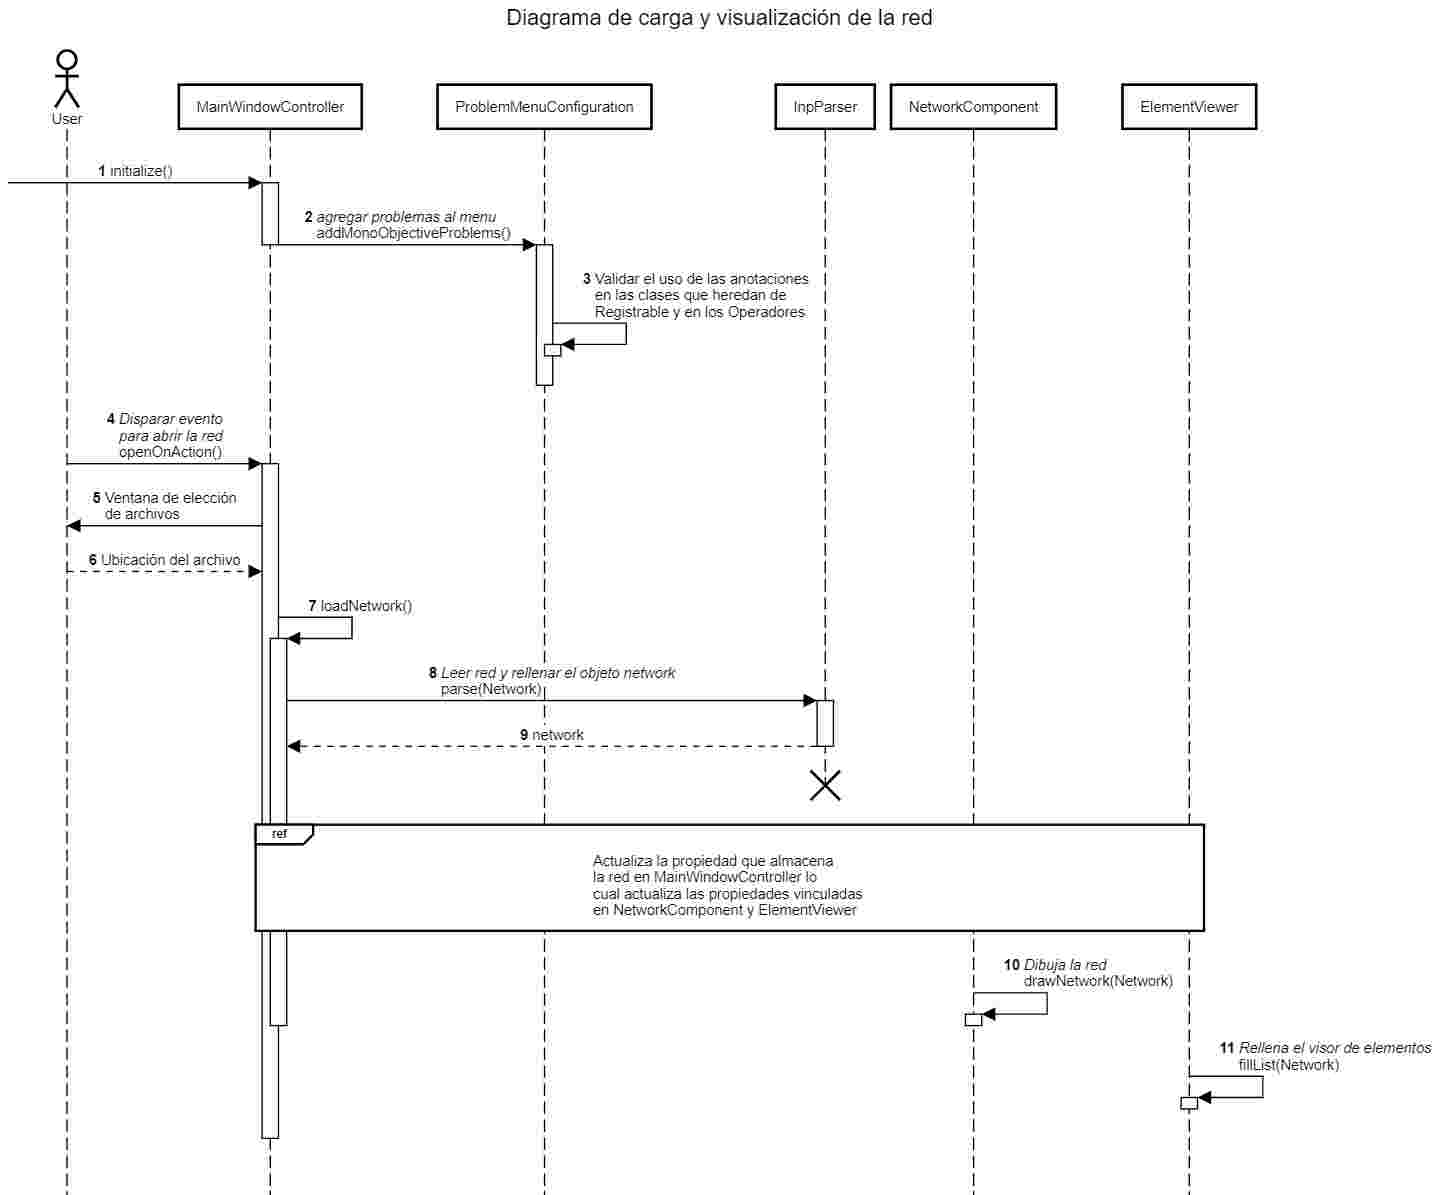 Diagrama de carga y visualización de la red
User
MainWindowController
ProblemMenuConfiguration
InpParser
NetworkComponent
ElementViewer
1 initialize()
2 agregar problemas al menu
addMonoObjectiveProblems()
3 Validar el uso de las anotaciones
en las clases que heredan de
Registrable y en los Operadores
4 Disparar evento
para abrir la red
openOnAction()
5 Ventana de elección
de archivos
6 Ubicación del archivo
7 loadNetwork()
8 Leer red y rellenar el objeto network
parse(Network)
9 network
ref
Actualiza la propiedad que almacena
la red en MainWindowController lo
cual actualiza las propiedades vinculadas
en NetworkComponent y ElementViewer
10 Dibuja la red
drawNetwork(Network)
11 Rellena el visor de elementos
fillList(Network)